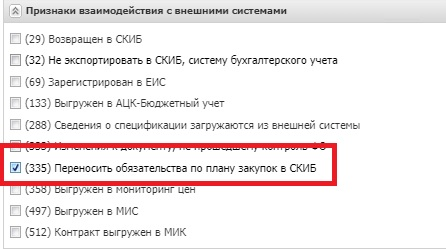 Признаки взаимодействия с внешними системами
(29) Возвращен в СКИБ
(32) Не экспортировать в СКИБ, систему бухгалтерского учета
(69) Зарегистрирован в ЕИС
(133) Выгружен в АЦК-Бюджетный учет
(288) Сведения о спецификации загружаются из внешней системы
Изменения к документу, не прошедшему контроль ФО
(335) Переносить обязательства по плану закупок в СКИБ
(358) Выгружен в мониторинг цен
(497) Выгружен в МИС
(512) Контракт выгружен в МИК